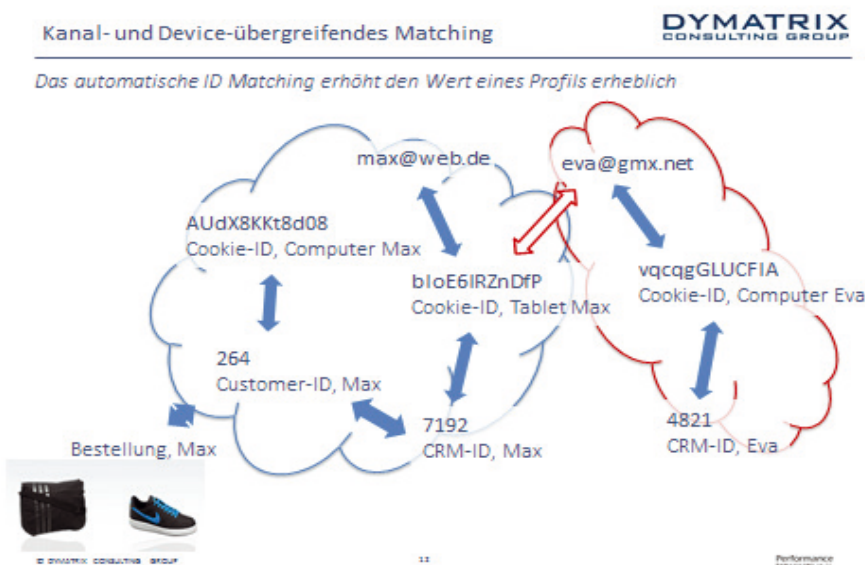 Kanal- und Device-übergreifendes Matching
DYMATRIX
CONSULTING GROUP
Das automatische ID Matching erhöht den Wert eines Profils erheblich
max@web.de
eva@gmx.net
AUdX8KKt8d08
Cookie-ID, Computer Max
bIoE6IRZnDfP
Cookie-ID, Tablet Max
vqcqgGLUCFIA
Cookie-ID, Computer Eva
264
Customer-ID, Max
7192
CRM-ID, Max
4821
CRM-ID, Eva
Bestellung, Max
© DYMATRIX CONSULTING GROUP
13
Performance